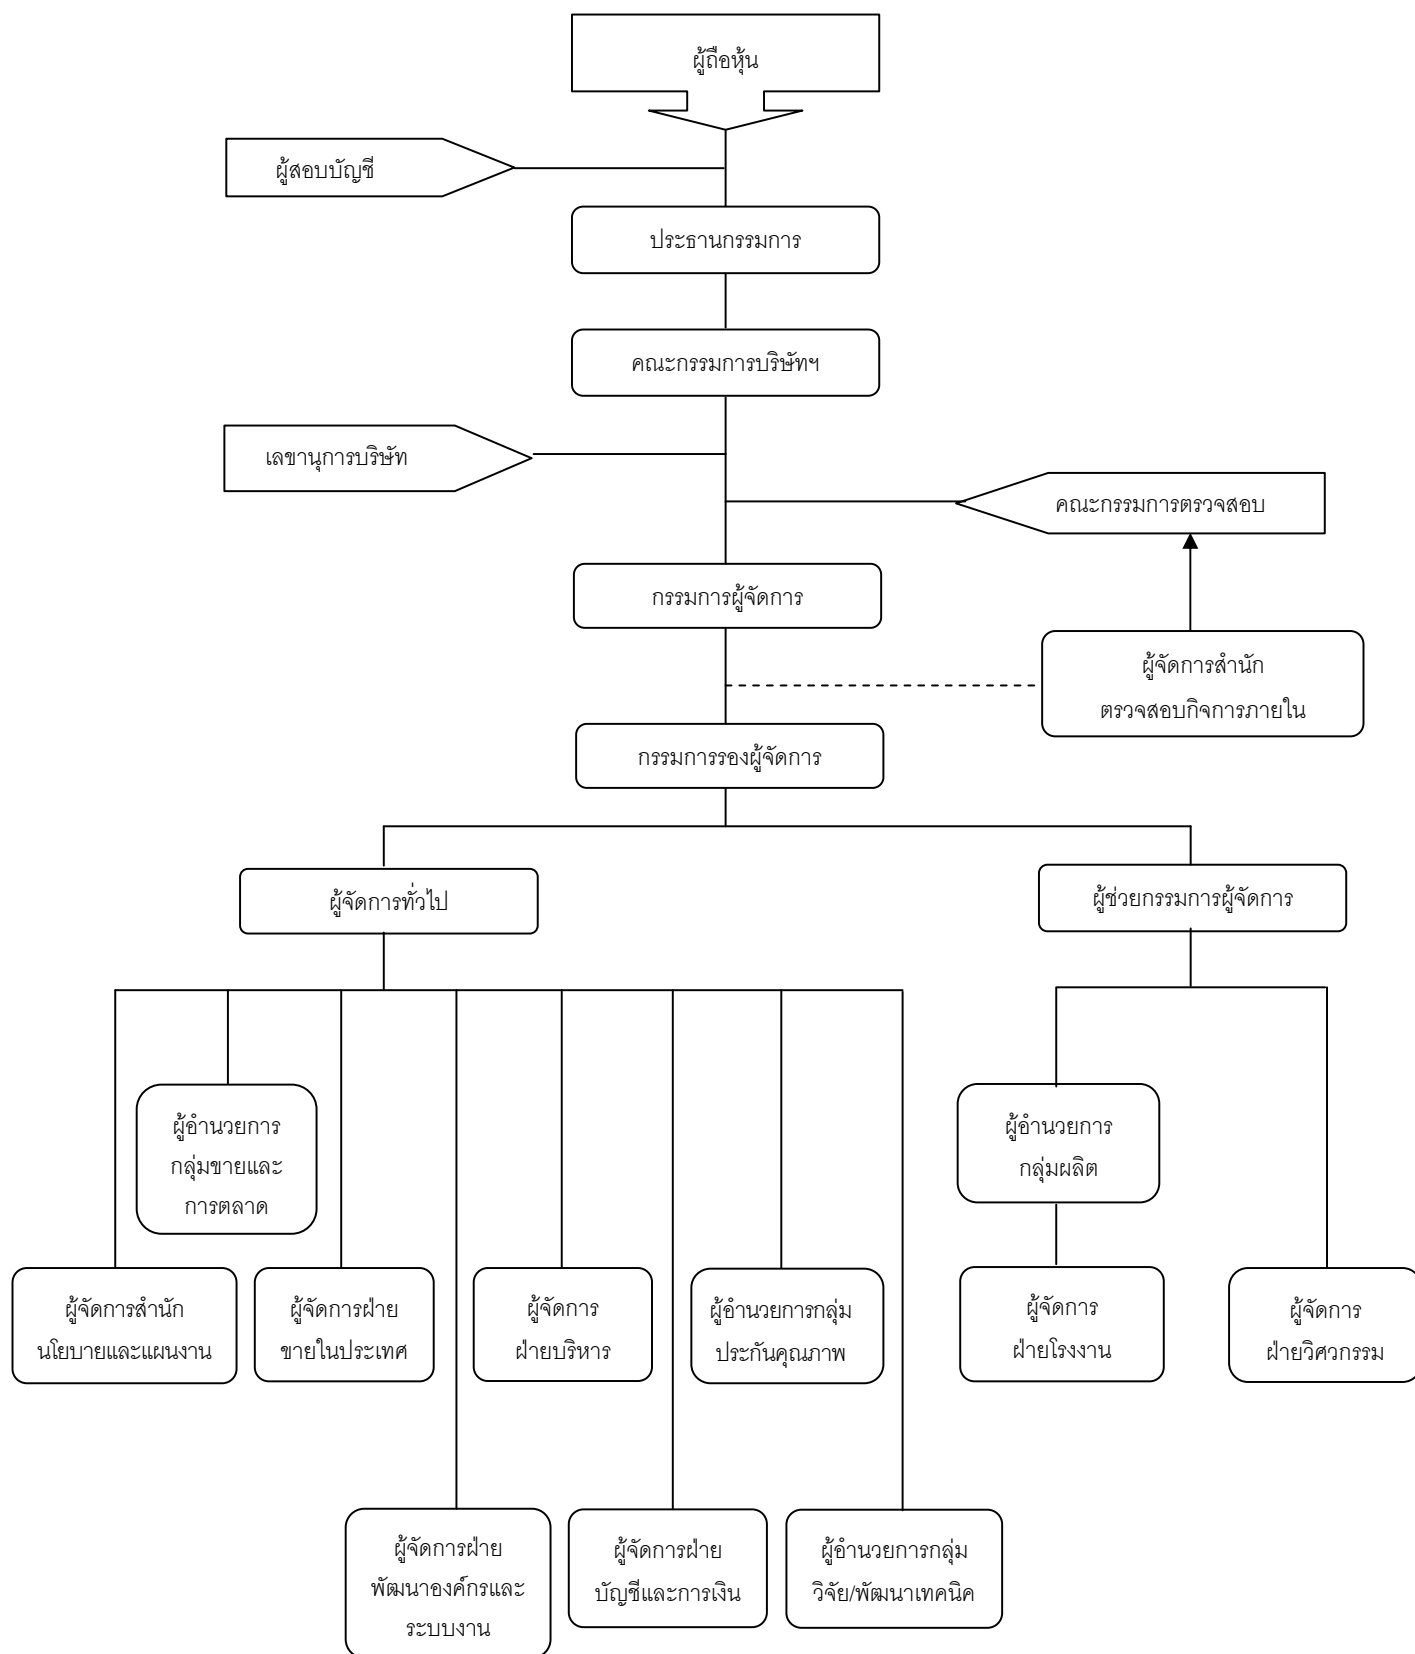 ผู้ถือหุ้น
ผู้สอบบัญชี
ประธานกรรมการ
คณะกรรมการบริษัทฯ
เลขานุการบริษัท
คณะกรรมการตรวจสอบ
กรรมการผู้จัดการ
ผู้จัดการสำนัก
ตรวจสอบกิจการภายใน
กรรมการรองผู้จัดการ
ผู้จัดการทั่วไป
ผู้ช่วยกรรมการผู้จัดการ
ผู้อำนวยการ
กลุ่มขายและ
การตลาด
ผู้อำนวยการ
กลุ่มผลิต
ผู้จัดการสำนัก
นโยบายและแผนงาน
ผู้จัดการฝ่าย
ขายในประเทศ
ผู้จัดการ
ฝ่ายบริหาร
ผู้อำนวยการกลุ่ม
ประกันคุณภาพ
ผู้จัดการ
ฝ่ายโรงงาน
ผู้จัดการ
ฝ่ายวิศวกรรม
ผู้จัดการฝ่าย
พัฒนาองค์กรและ
ระบบงาน
ผู้จัดการฝ่าย
บัญชีและการเงิน
ผู้อำนวยการกลุ่ม
วิจัย/พัฒนาเทคนิค